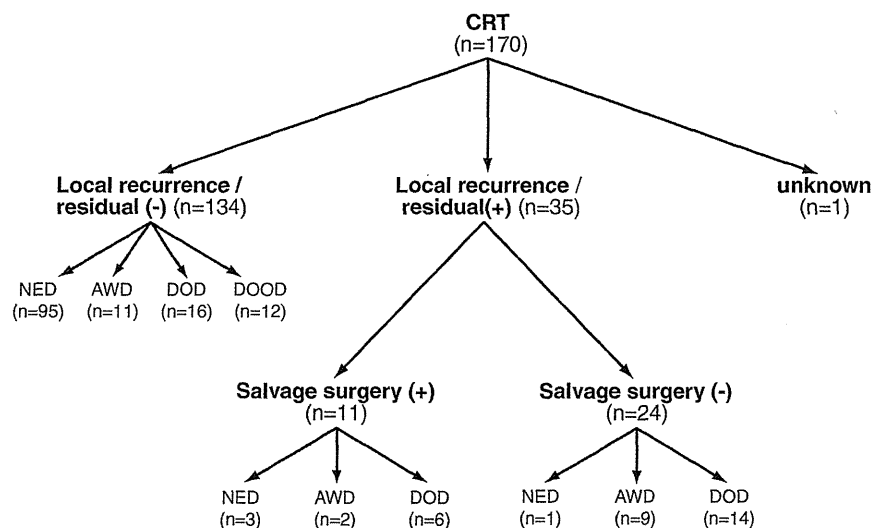 CRT
(n=170)
Local recurrence /
residual (-) (n=134)
Local recurrence /
residual(+) (n=35)
unknown
(n=1)
NED
(n=95)
AWD
(n=11)
DOD
(n=16)
DOOD
(n=12)
Salvage surgery (+)
(n=11)
Salvage surgery (-)
(n=24)
NED
(n=3)
AWD
(n=2)
DOD
(n=6)
NED
(n=1)
AWD
(n=9)
DOD
(n=14)